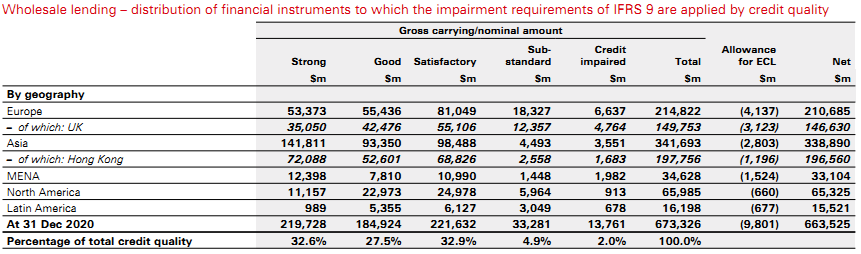 Wholesale lending – distribution of financial instruments to which the impairment requirements of IFRS 9 are applied by credit quality
Gross carrying/nominal amount
Strong Good Satisfactory Sub-standard Credit impaired Total Allowance for ECL Net
$m $m $m $m $m $m $m $m
By geography
Europe 53,373 55,436 81,049 18,327 6,637 214,822 (4,137) 210,685
– of which: UK 35,050 42,476 55,106 12,357 4,764 149,753 (3,123) 146,630
Asia 141,811 93,350 98,488 4,493 3,551 341,693 (2,803) 338,890
– of which: Hong Kong 72,088 52,601 68,826 2,558 1,683 197,756 (1,196) 196,560
MENA 12,398 7,810 10,990 1,448 1,982 34,628 (1,524) 33,104
North America 11,157 22,973 24,978 5,964 913 65,985 (660) 65,325
Latin America 989 5,355 6,127 3,049 678 16,198 (677) 15,521
At 31 Dec 2020 219,728 184,924 221,632 33,281 13,761 673,326 (9,801) 663,525
Percentage of total credit quality 32.6% 27.5% 32.9% 4.9% 2.0% 100.0%